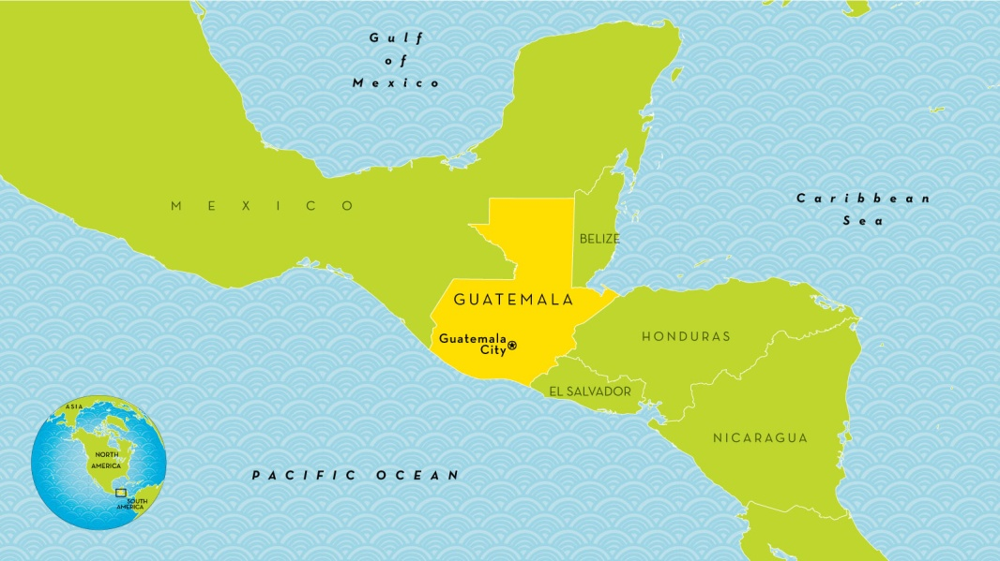 Gulf
of
Mexico
MEXICO
Caribbean
Sea
BELIZE
GUATEMALA
Guatemala
City
HONDURAS
EL SALVADOR
NICARAGUA
PACIFIC OCEAN
ASIA
NORTH
AMERICA
SOUTH
AMERICA